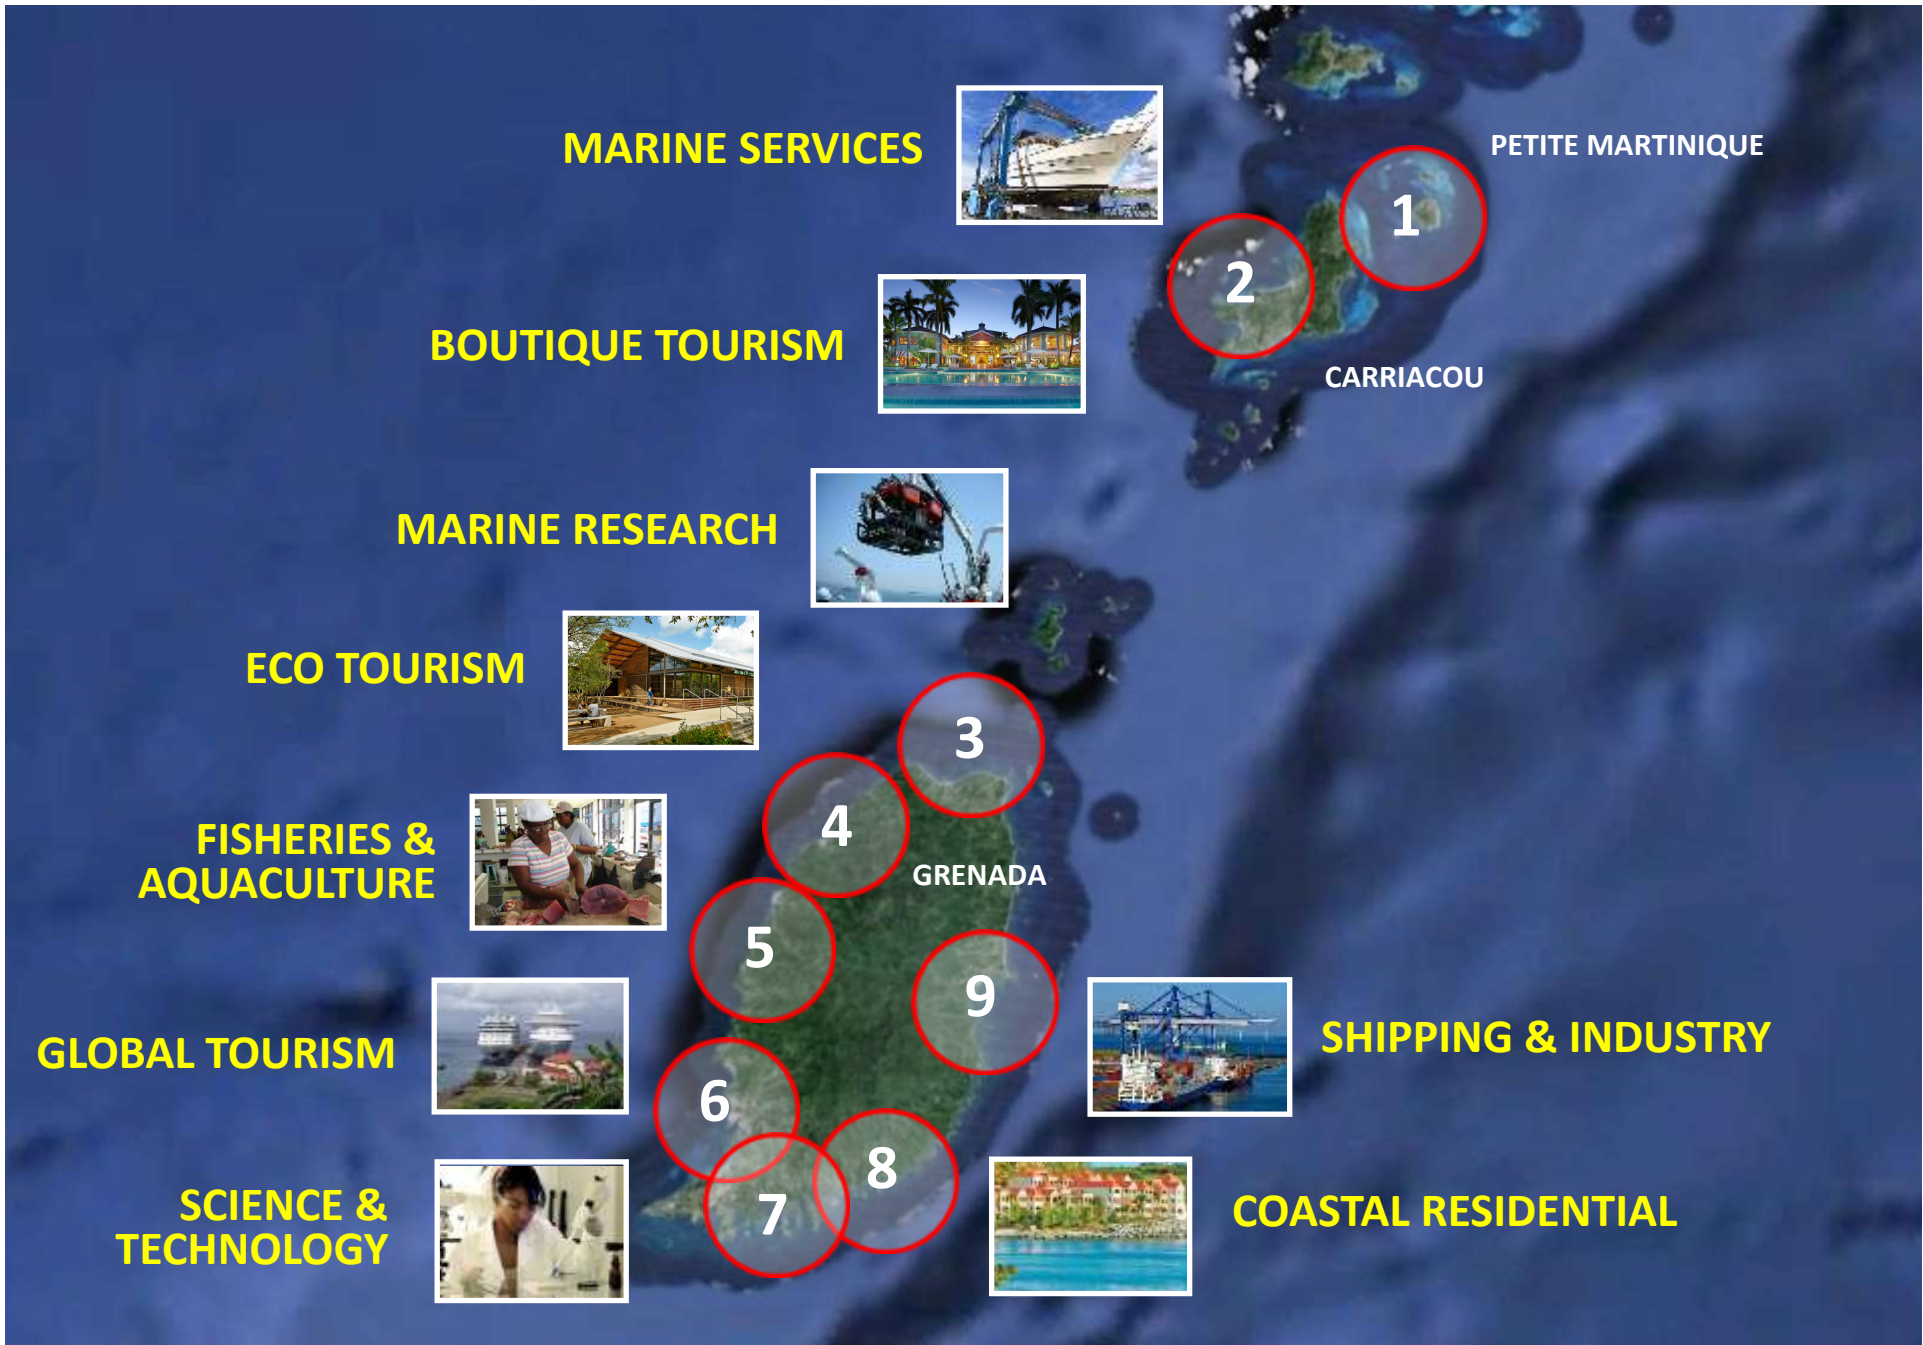 MARINE SERVICES
PETITE MARTINIQUE
1
2
BOUTIQUE TOURISM
CARRIACOU
MARINE RESEARCH
ECO TOURISM
3
4
FISHERIES &
AQUACULTURE
GRENADA
5
9
GLOBAL TOURISM
SHIPPING & INDUSTRY
6
8
7
SCIENCE &
TECHNOLOGY
COASTAL RESIDENTIAL